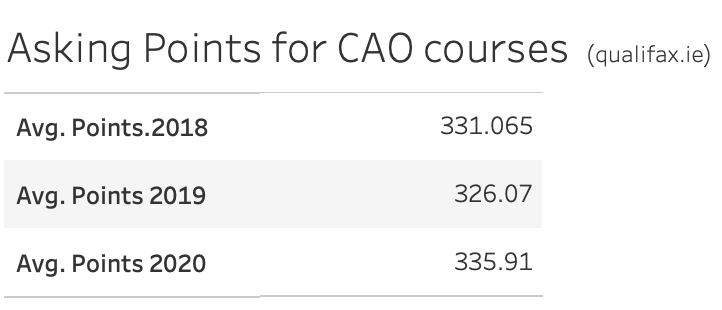 Asking Points for CAO courses (qualifax.ie)
Avg. Points.2018 331.065
Avg. Points 2019 326.07
Avg. Points 2020 335.91